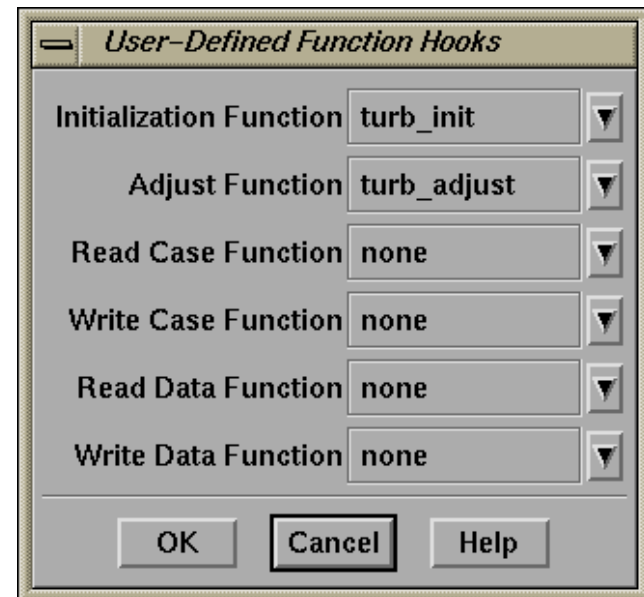 User-Defined Function Hooks
Initialization Function turb_init
Adjust Function turb_adjust
Read Case Function none
Write Case Function none
Read Data Function none
Write Data Function none
OK Cancel Help